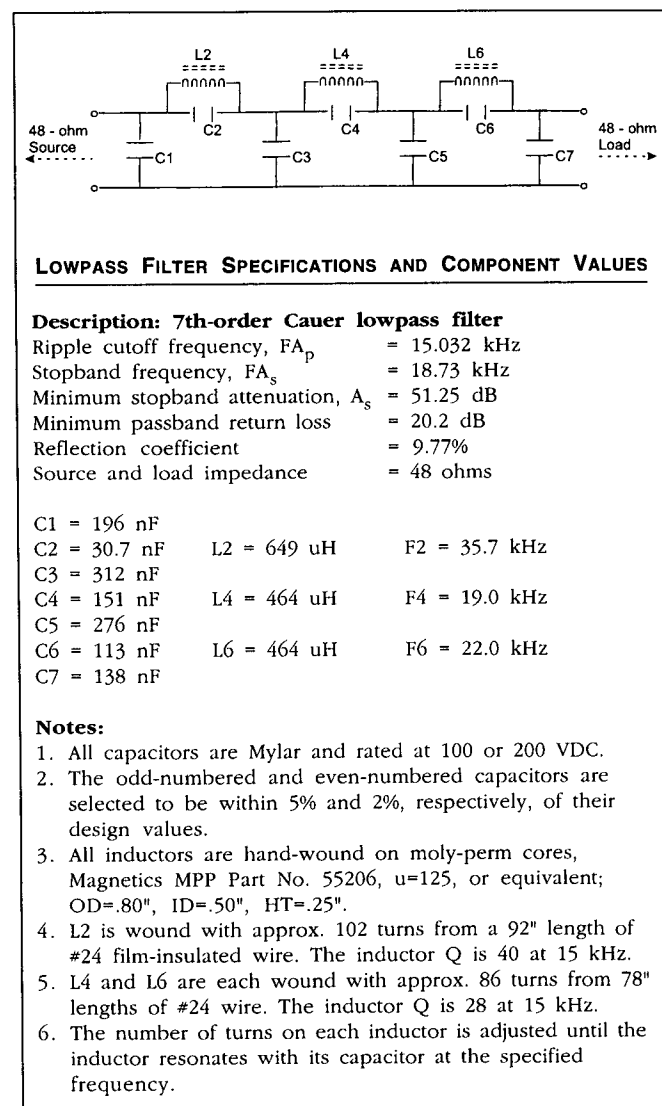 L2 L4 L6
48 - ohm
Source
C1
C2
C3
C4
C5
C6
C7
48 - ohm
Load
LOWPASS FILTER SPECIFICATIONS AND COMPONENT VALUES
Description: 7th-order Cauer lowpass filter
Ripple cutoff frequency, FAp = 15.032 kHz
Stopband frequency, FAs = 18.73 kHz
Minimum stopband attenuation, As = 51.25 dB
Minimum passband return loss = 20.2 dB
Reflection coefficient = 9.77%
Source and load impedance = 48 ohms
C1 = 196 nF
C2 = 30.7 nF L2 = 649 uH F2 = 35.7 kHz
C3 = 312 nF
C4 = 151 nF L4 = 464 uH F4 = 19.0 kHz
C5 = 276 nF
C6 = 113 nF L6 = 464 uH F6 = 22.0 kHz
C7 = 138 nF
Notes:
1. All capacitors are Mylar and rated at 100 or 200 VDC.
2. The odd-numbered and even-numbered capacitors are
selected to be within 5% and 2%, respectively, of their
design values.
3. All inductors are hand-wound on moly-perm cores,
Magnetics MPP Part No. 55206, u=125, or equivalent;
OD=.80", ID=.50", HT=.25".
4. L2 is wound with approx. 102 turns from a 92" length of
#24 film-insulated wire. The inductor Q is 40 at 15 kHz.
5. L4 and L6 are each wound with approx. 86 turns from 78"
lengths of #24 wire. The inductor Q is 28 at 15 kHz.
6. The number of turns on each inductor is adjusted until the
inductor resonates with its capacitor at the specified
frequency.